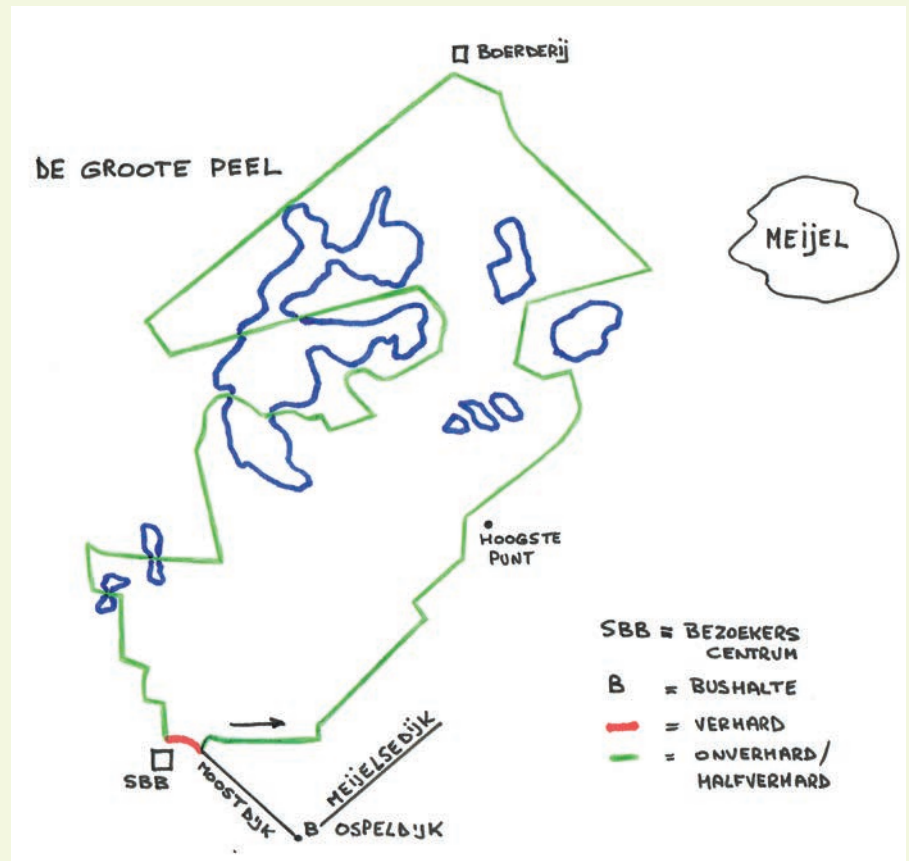 BOERDERIJ
DE GROOTE PEEL
MEIJEL
HOOGSTE
PUNT
SBB = BEZOEKERS
CENTRUM
B = BUSHALTE
= VERHARD
= ONVERHARD/
HALFVERHARD
SBB
MOOSTDIJK
MEIJELSEDIJK
B OSPELDIJK